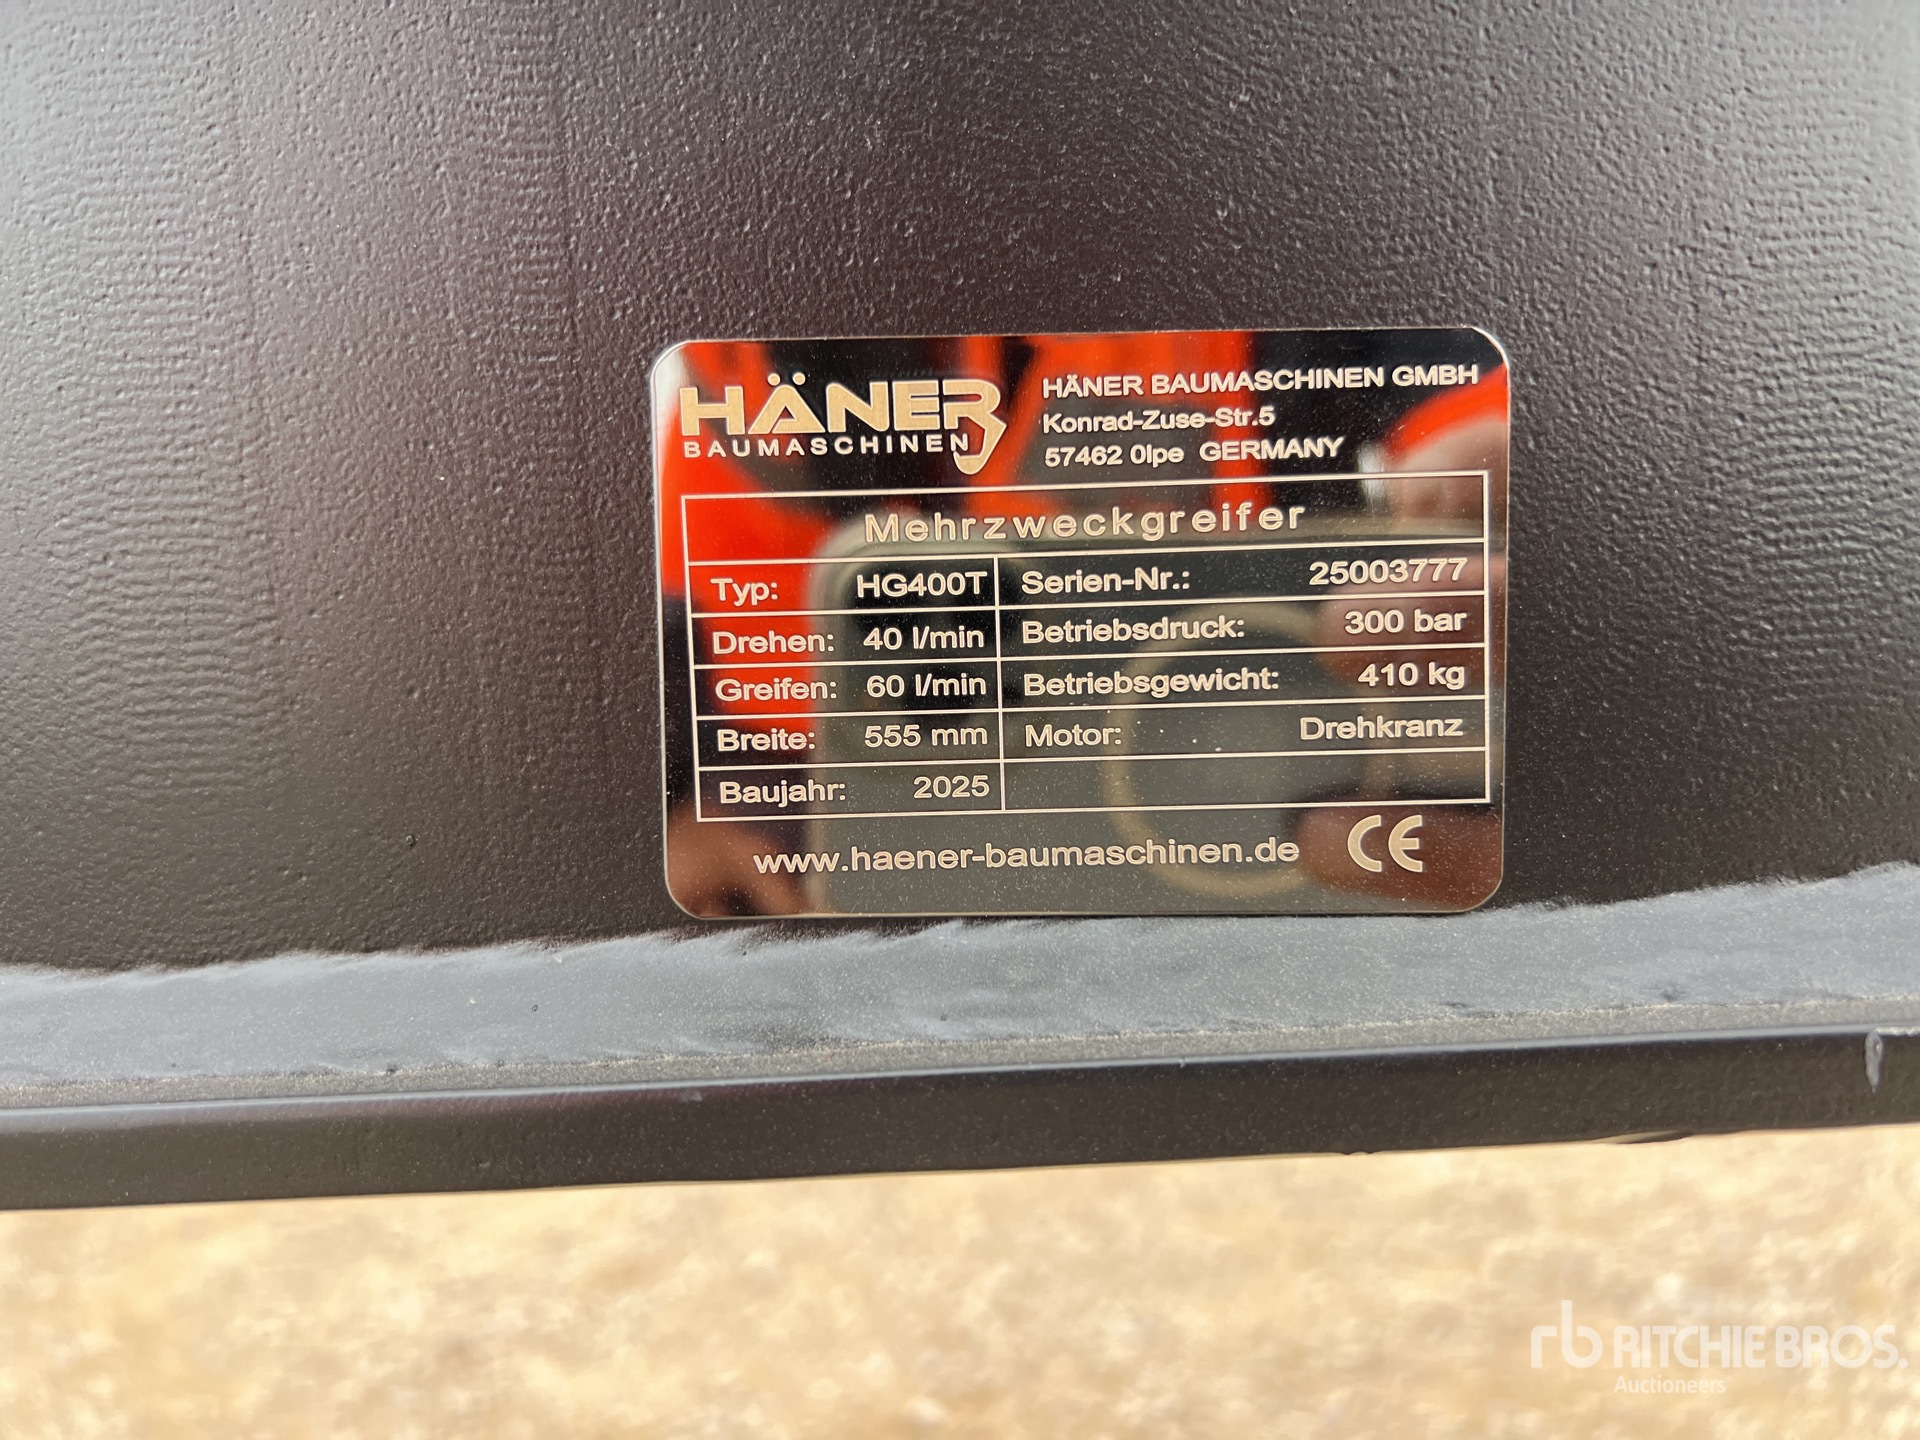 HÄNER
BAUMASCHINEN
HÄNER BAUMASCHINEN GMBH
Konrad-Zuse-Str.5
57462 Olpe GERMANY
Mehrzweckgreifer
Typ: HG400T Serien-Nr.: 25003777
Drehen: 40 l/min Betriebsdruck: 300 bar
Greifen: 60 l/min Betriebsgewicht: 410 kg
Breite: 555 mm Motor: Drehkranz
Baujahr: 2025
www.haener-baumaschinen.de CE
rb RITCHIE BROS.
Auctioneers